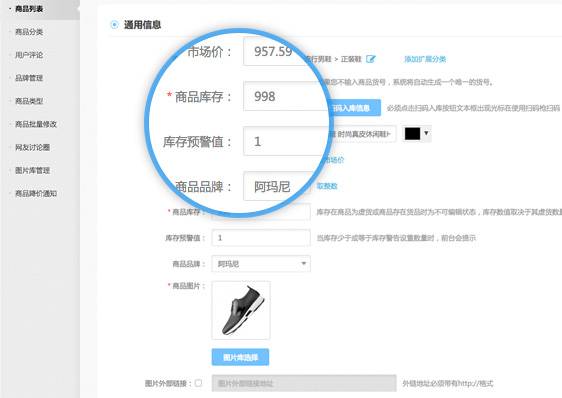 商品列表
商品分类
用户评论
品牌管理
商品类型
商品批量修改
网友讨论圈
图片库管理
商品降价通知
通用信息
市场价： 957.59
行男鞋 > 正装鞋 添加扩展分类
果您不输入商品货号，系统将自动生成一个唯一的货号。
* 商品库存： 998
扫码入库信息 必须点击扫码入库按钮文本框出现光标在使用扫码枪扫码
时尚真皮休闲鞋
库存预警值： 1
市场价
商品品牌： 阿玛尼
取整数
* 商品库存： 库存在商品为虚货或商品存在货品时为不可编辑状态，库存数值取决于其虚货数量
库存预警值： 1 当库存少于或等于库存警告设置数量时，前台会提示
商品品牌： 阿玛尼
* 商品图片：
图片库选择
图片外部链接： 图片外部链接地址 外链地址必须带有http://格式